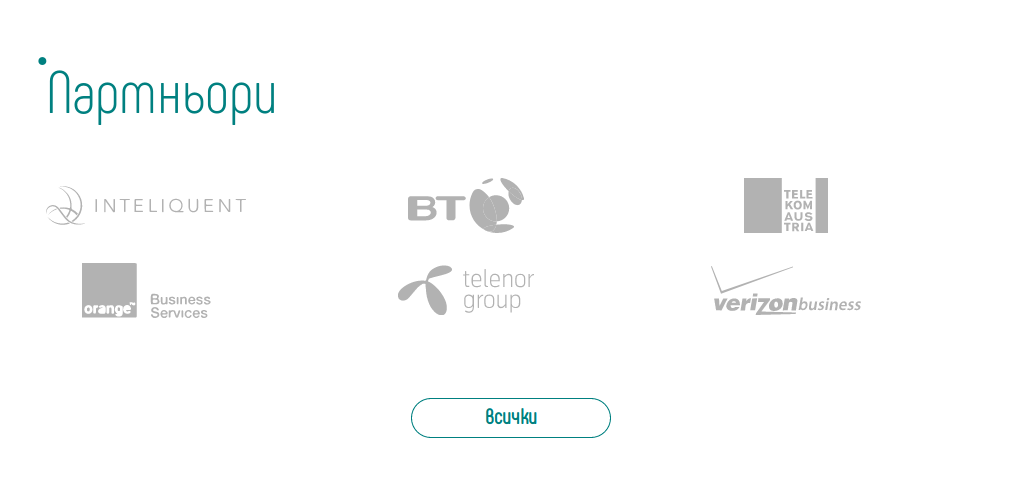 Партньори
INTELIQUENT
BT
TELE
KOM
AUS
TRIA
orange™
Business
Services
telenor
group
verizonbusiness
всички